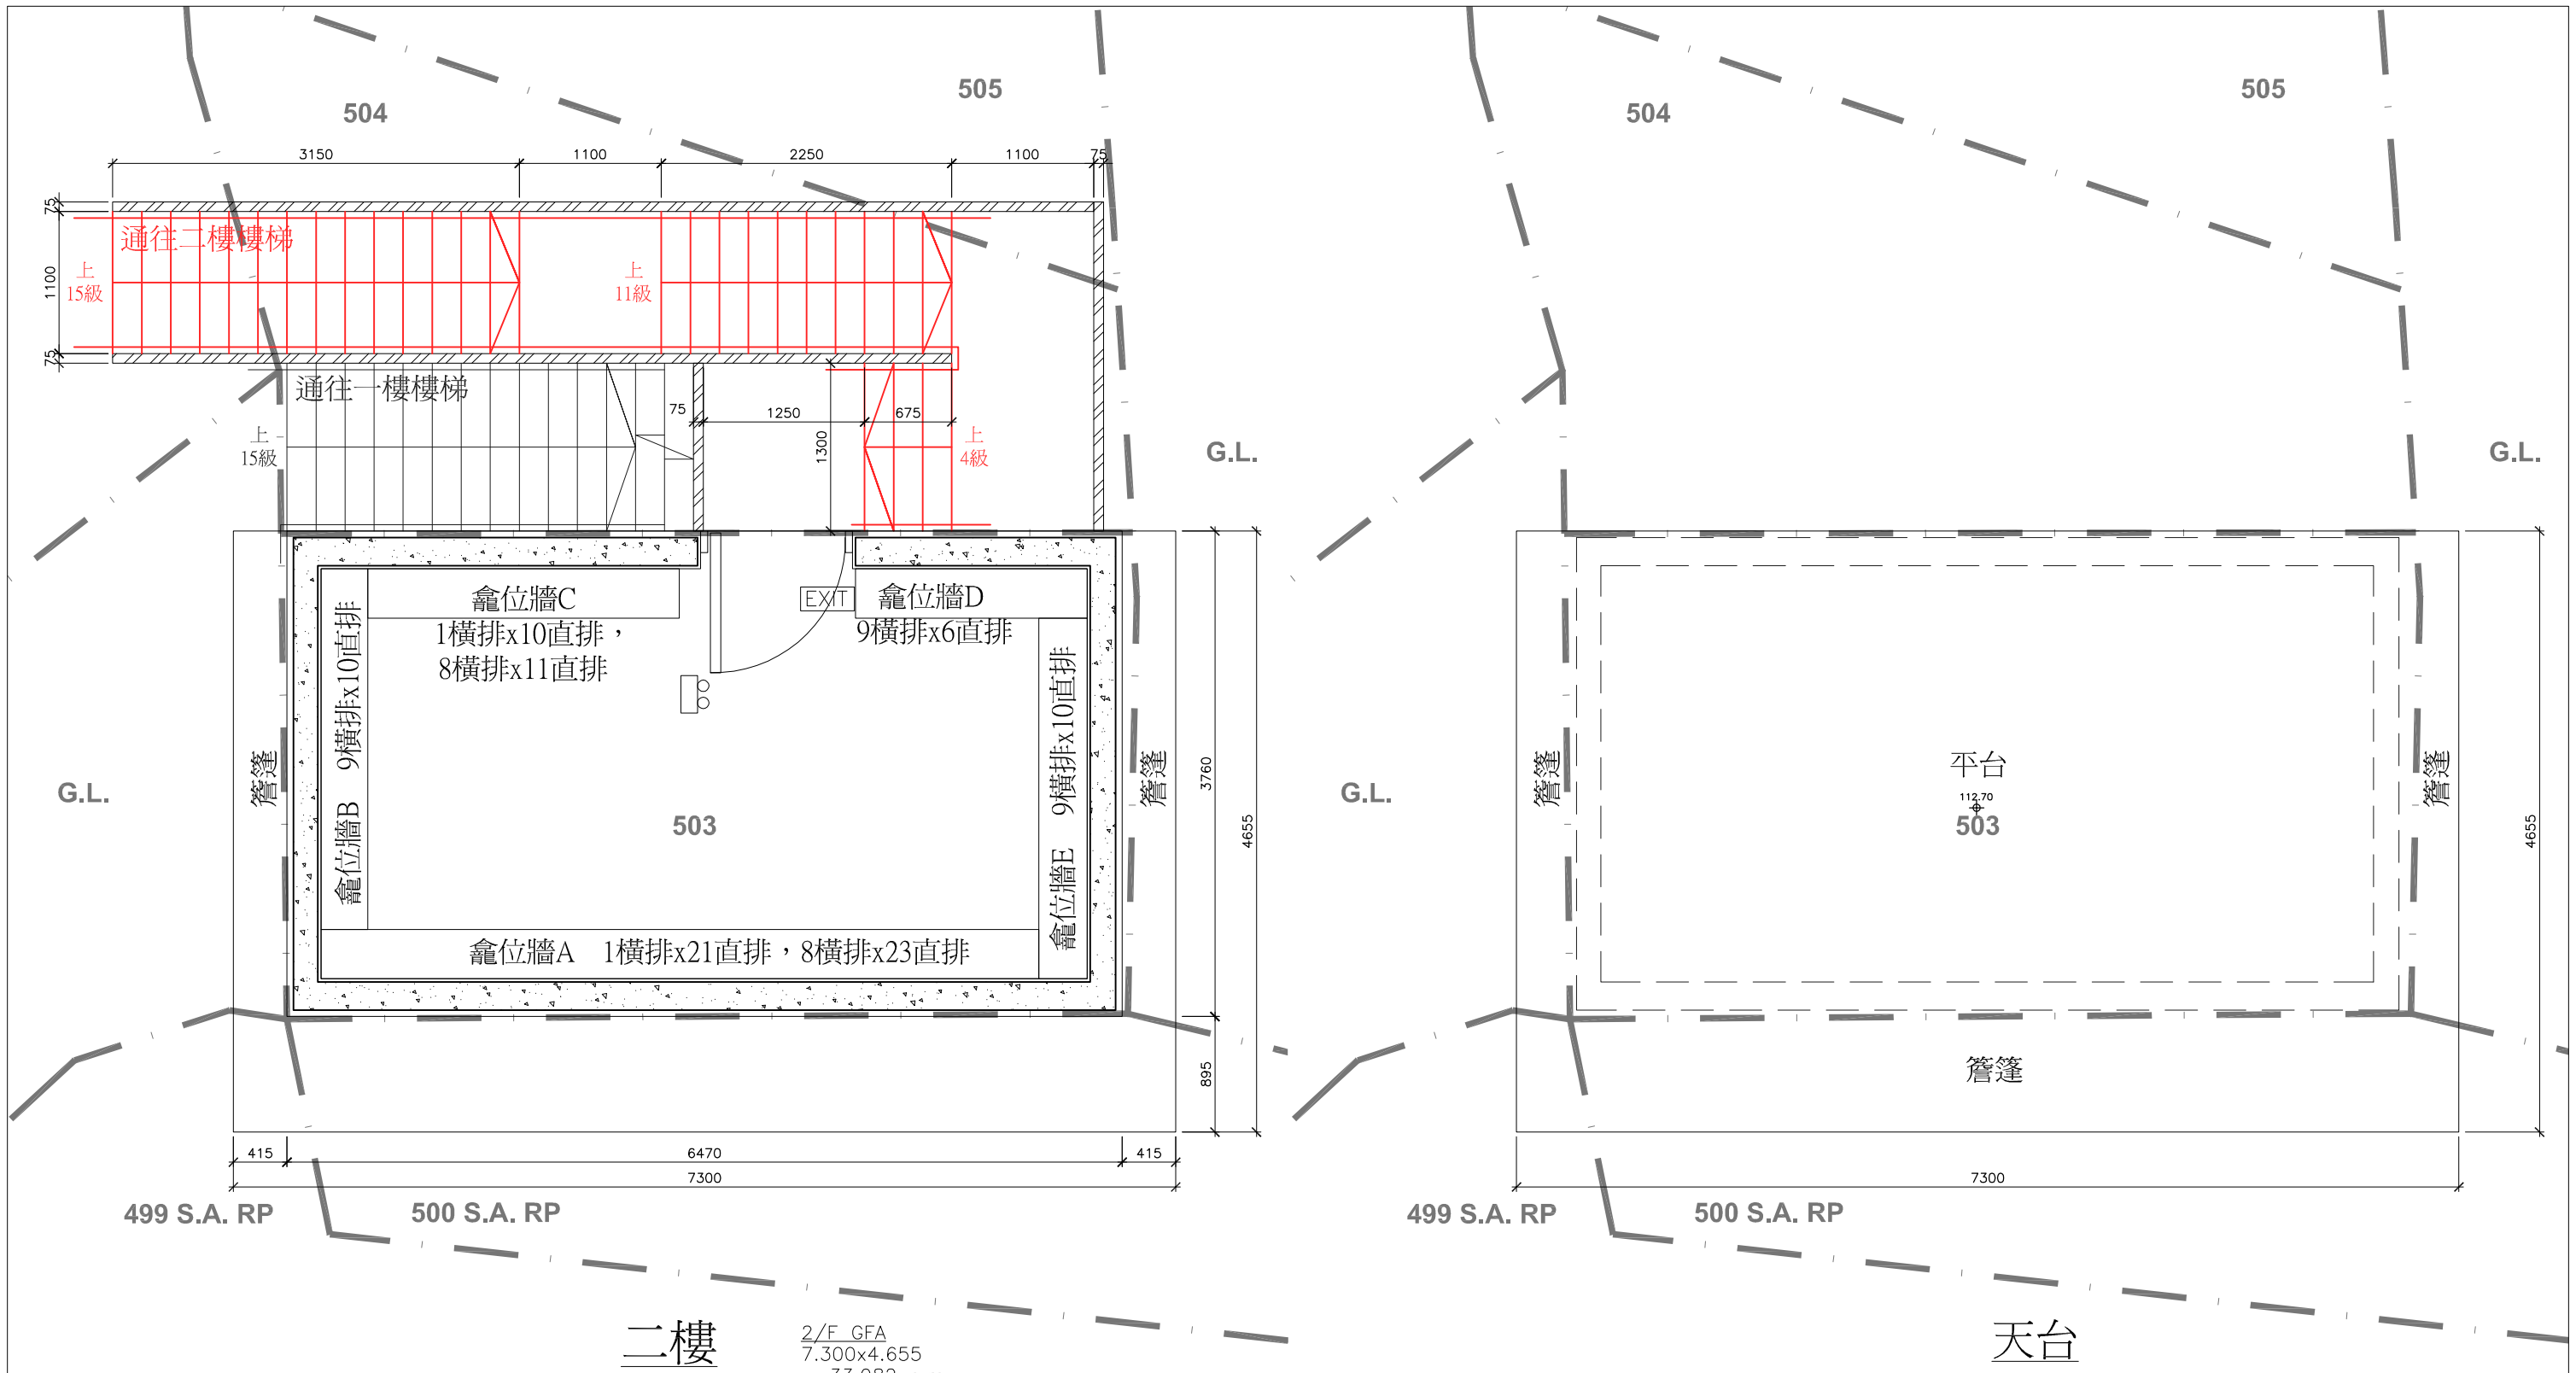 504
505
3150
1100
2250
1100
75
75
1100
75
通往二樓樓梯
上
15級
上
11級
通往一樓樓梯
上
15級
75
1250
675
1300
上
4級
G.L.
龕位牆C
1橫排x10直排，
8橫排x11直排
EXIT
龕位牆D
9橫排x6直排
龕位牆B 9橫排x10直排
龕位牆E 9橫排x10直排
簷篷
簷篷
G.L.
503
龕位牆A 1橫排x21直排，8橫排x23直排
3760
4655
895
415
6470
415
7300
499 S.A. RP
500 S.A. RP
二樓
2/F GFA
7.300x4.655
504
505
G.L.
G.L.
簷篷
平台
112.70
503
簷篷
4655
簷篷
7300
499 S.A. RP
500 S.A. RP
天台